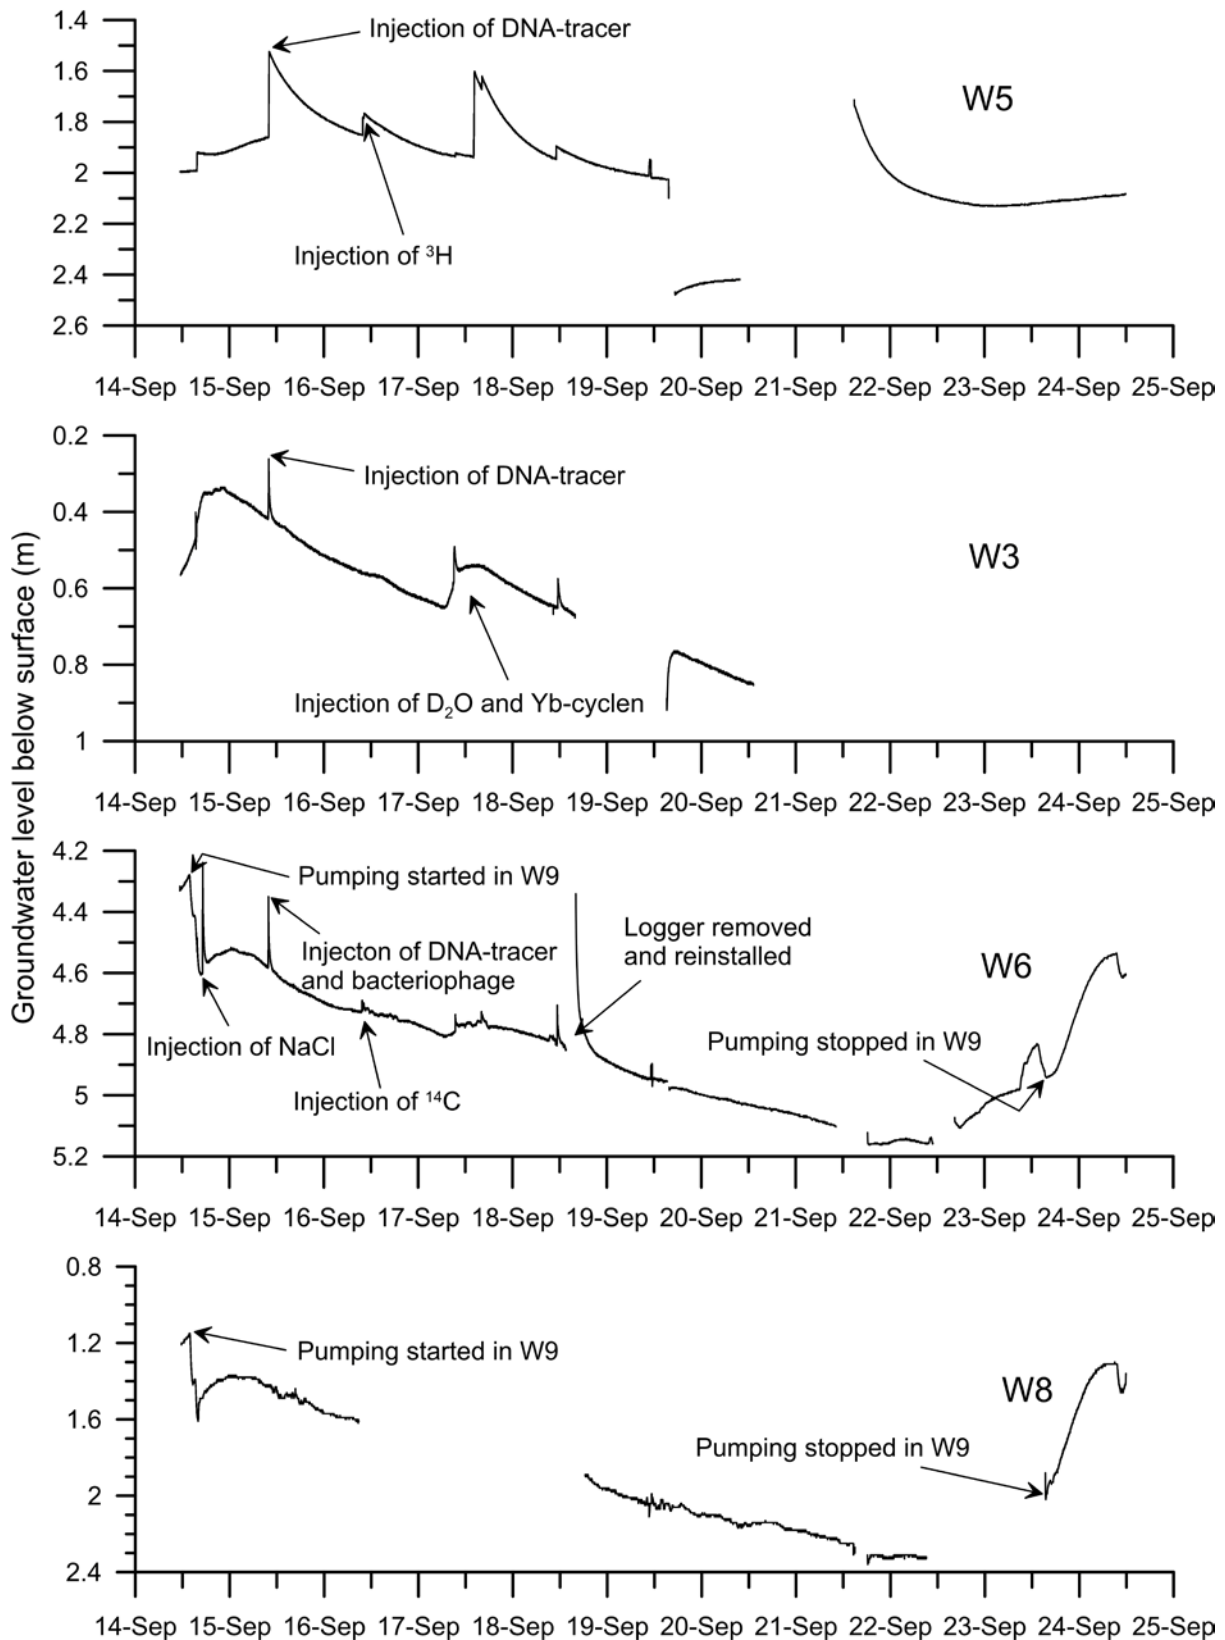 Groundwater level below surface (m)
1.4
Injection of DNA-tracer
1.6
W5
1.8
2
2.2
Injection of ³H
2.4
2.6
14-Sep 15-Sep 16-Sep 17-Sep 18-Sep 19-Sep 20-Sep 21-Sep 22-Sep 23-Sep 24-Sep 25-Sep
0.2
Injection of DNA-tracer
0.4
W3
0.6
0.8
Injection of D₂O and Yb-cyclen
1
14-Sep 15-Sep 16-Sep 17-Sep 18-Sep 19-Sep 20-Sep 21-Sep 22-Sep 23-Sep 24-Sep 25-Sep
4.2
Pumping started in W9
4.4
Logger removed
and reinstalled
Injecton of DNA-tracer
and bacteriophage
W6
4.6
4.8
Injection of NaCl
Pumping stopped in W9
5
Injection of ¹⁴C
5.2
14-Sep 15-Sep 16-Sep 17-Sep 18-Sep 19-Sep 20-Sep 21-Sep 22-Sep 23-Sep 24-Sep 25-Sep
0.8
1.2
Pumping started in W9
W8
1.6
Pumping stopped in W9
2
2.4
14-Sep 15-Sep 16-Sep 17-Sep 18-Sep 19-Sep 20-Sep 21-Sep 22-Sep 23-Sep 24-Sep 25-Sep